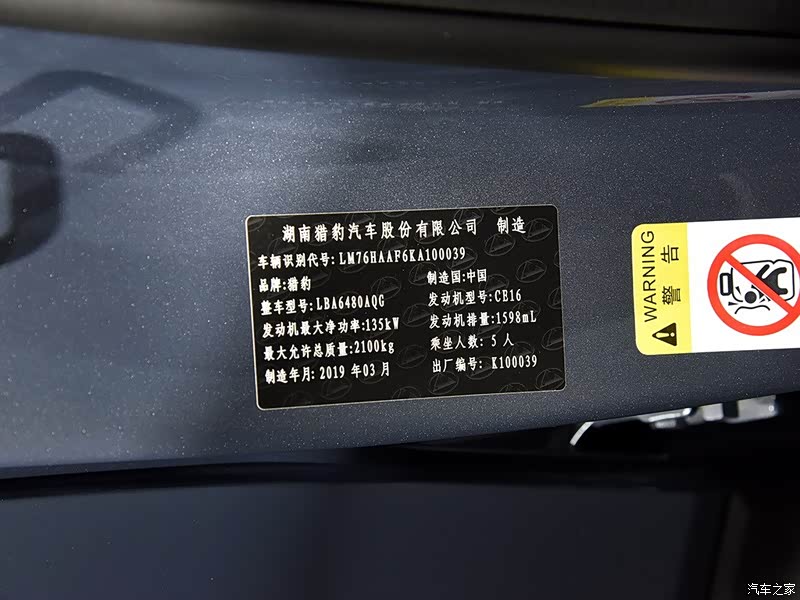 湖南猎豹汽车股份有限公司 制造
车辆识别代号:LM76HAAF6KA100039
品牌:猎豹 制造国:中国
整车型号:LBA6480AQG 发动机型号:CE16
发动机最大净功率:135kW 发动机排量:1598mL
最大允许总质量:2100kg 乘坐人数:5人
制造年月:2019年03月 出厂编号:K100039
WARNING
警告
汽车之家